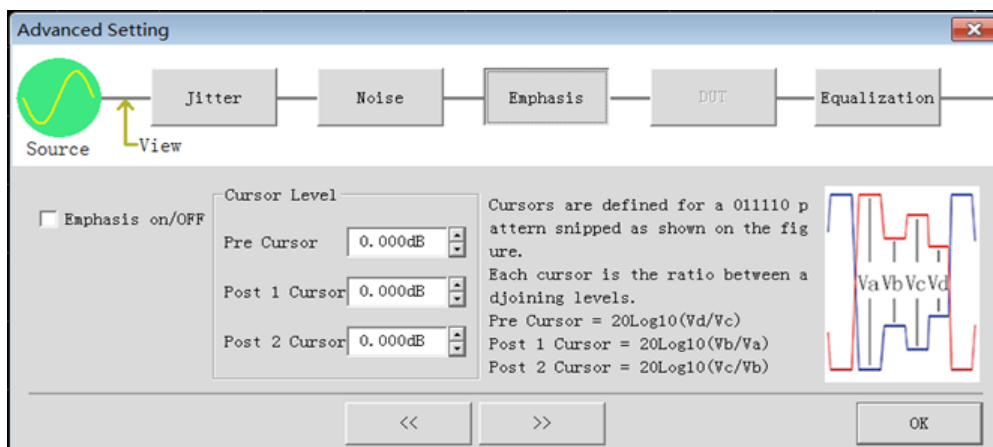 Advanced Setting
Jitter
Noise
Emphasis
DUT
Equalization
Source
View
Emphasis on/OFF
Cursor Level
Pre Cursor 0.000dB
Post 1 Cursor 0.000dB
Post 2 Cursor 0.000dB
Cursors are defined for a 011110 p
attern snipped as shown on the fig
ure.
Each cursor is the ratio between a
djoining levels.
Pre Cursor = 20Log10(Vd/Vc)
Post 1 Cursor = 20Log10(Vb/Va)
Post 2 Cursor = 20Log10(Vc/Vb)
Va Vb Vc Vd
<<
>>
OK